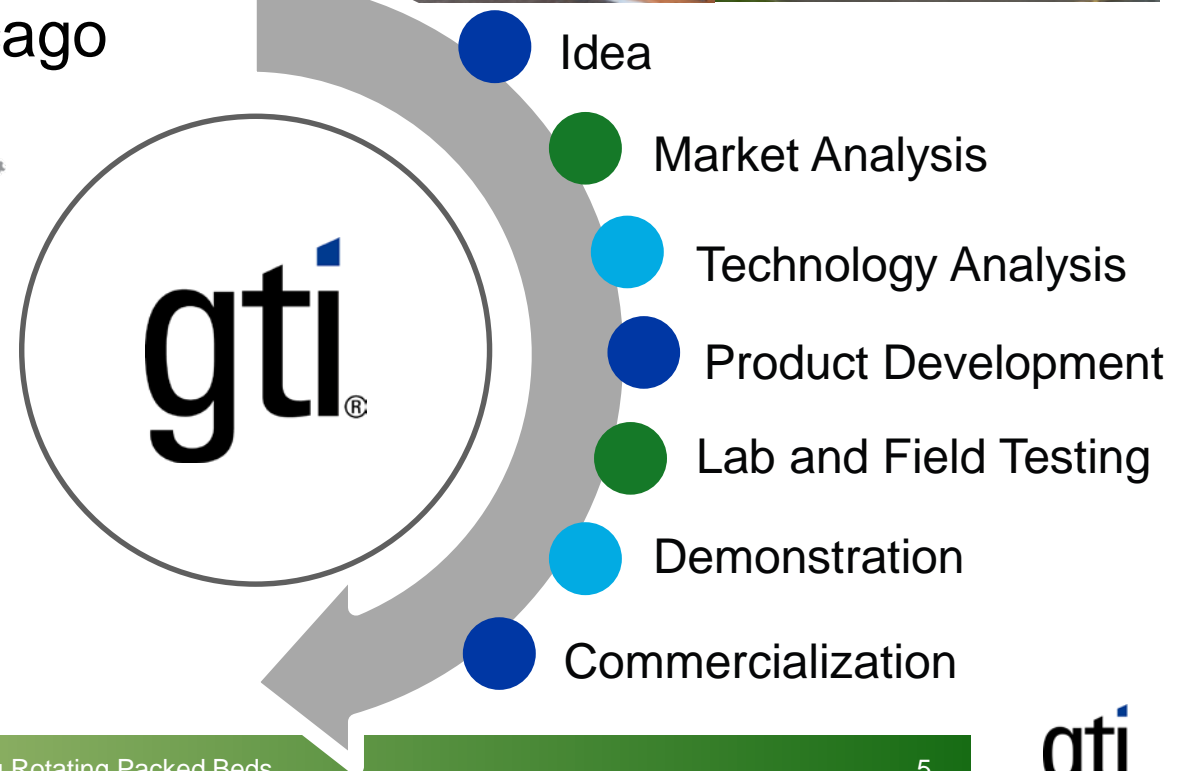 ago
Idea
Market Analysis
Technology Analysis
gti®
Product Development
Lab and Field Testing
Demonstration
Commercialization
Rotating Packed Beds
5
gti